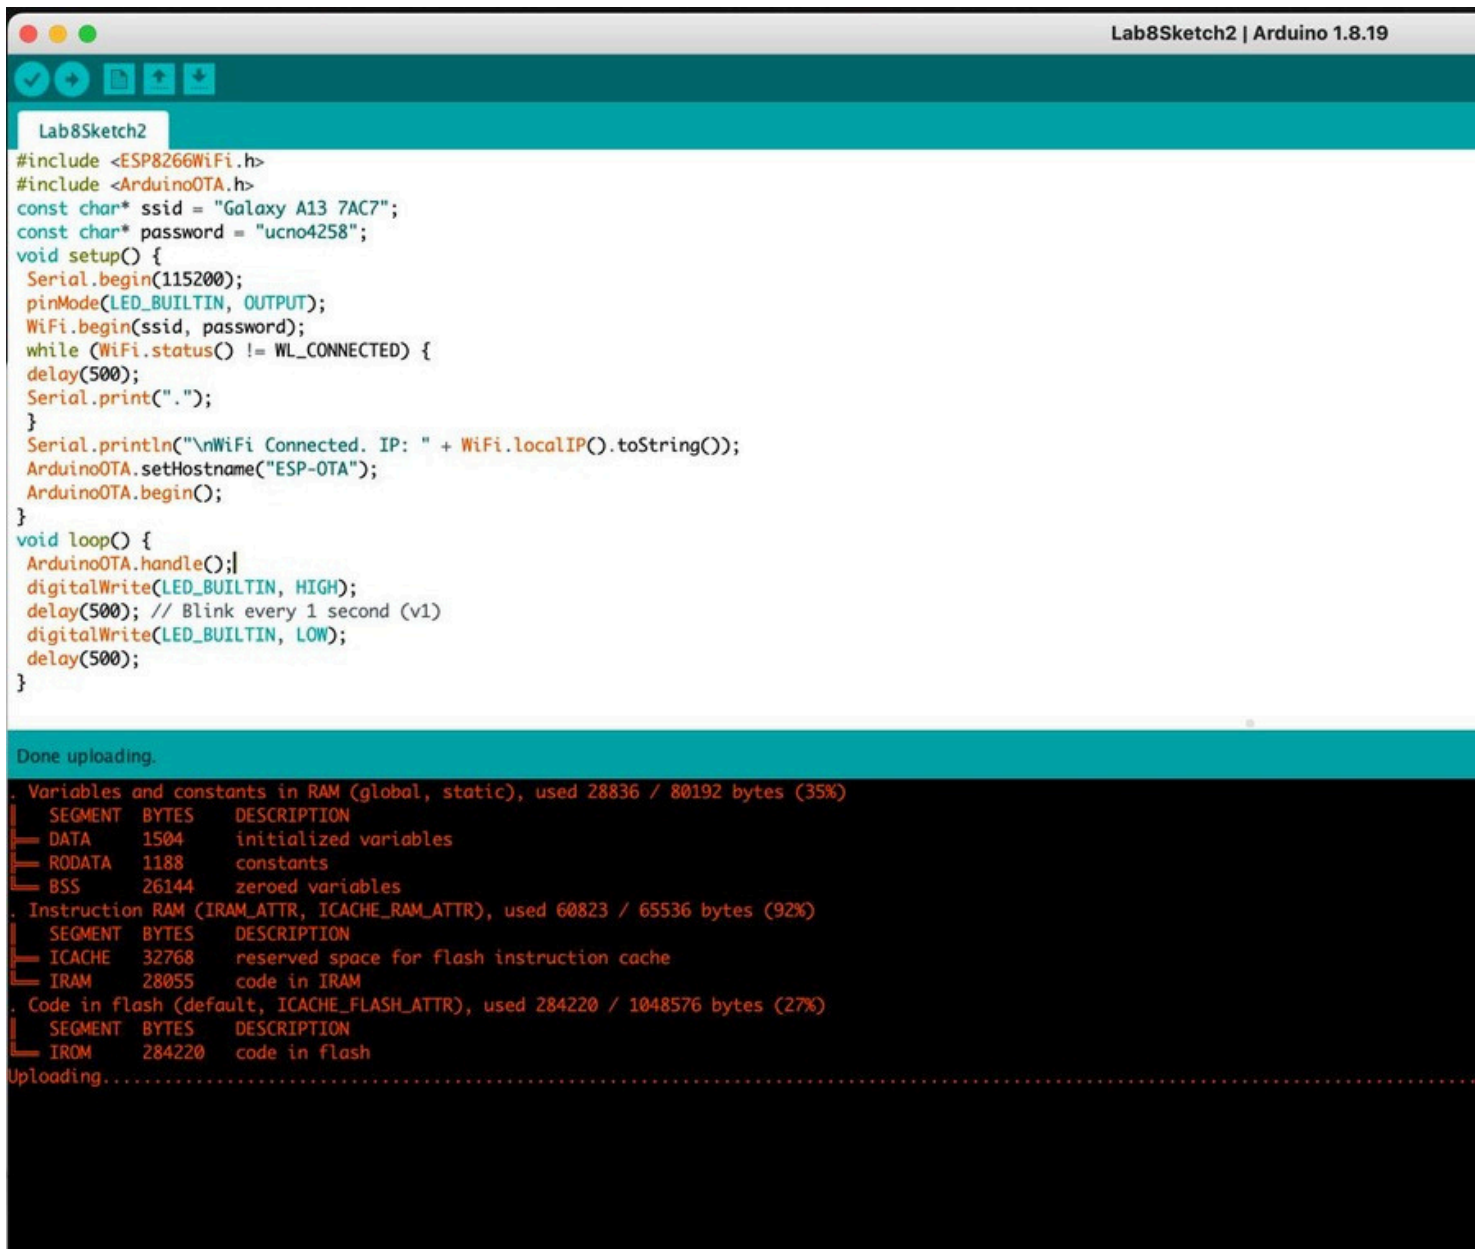 Lab8Sketch2 | Arduino 1.8.19
Lab8Sketch2
#include <ESP8266WiFi.h>
#include <ArduinoOTA.h>
const char* ssid = "Galaxy A13 7AC7";
const char* password = "ucno4258";
void setup() {
Serial.begin(115200);
pinMode(LED_BUILTIN, OUTPUT);
WiFi.begin(ssid, password);
while (WiFi.status() != WL_CONNECTED) {
delay(500);
Serial.print(".");
}
Serial.println("\nWiFi Connected. IP: " + WiFi.localIP().toString());
ArduinoOTA.setHostname("ESP-OTA");
ArduinoOTA.begin();
}
void loop() {
ArduinoOTA.handle();
digitalWrite(LED_BUILTIN, HIGH);
delay(500); // Blink every 1 second (v1)
digitalWrite(LED_BUILTIN, LOW);
delay(500);
}
Done uploading.
. Variables and constants in RAM (global, static), used 28836 / 80192 bytes (35%)
║   SEGMENT  BYTES    DESCRIPTION
╠══ DATA     1504     initialized variables
╠══ RODATA   1188     constants
╚══ BSS      26144    zeroed variables
. Instruction RAM (IRAM_ATTR, ICACHE_RAM_ATTR), used 60823 / 65536 bytes (92%)
║   SEGMENT  BYTES    DESCRIPTION
╠══ ICACHE   32768    reserved space for flash instruction cache
╚══ IRAM     28055    code in IRAM
. Code in flash (default, ICACHE_FLASH_ATTR), used 284220 / 1048576 bytes (27%)
║   SEGMENT  BYTES    DESCRIPTION
╚══ IROM     284220   code in flash
Uploading........................................................................................................................................